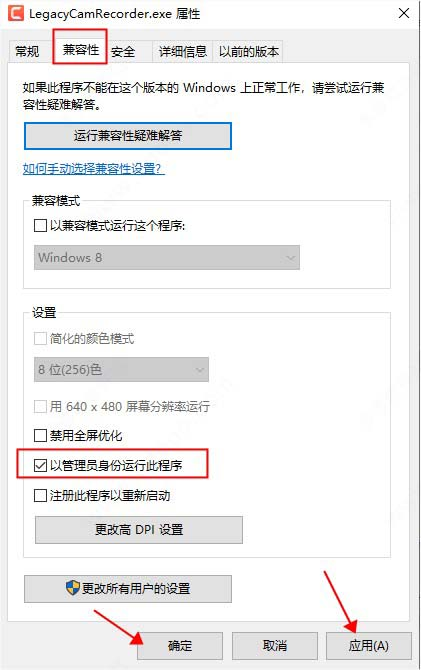 LegacyCamRecorder.exe 属性
常规
兼容性
安全
详细信息
以前的版本
如果此程序不能在这个版本的 Windows 上正常工作，请尝试运行兼
容性疑难解答。
运行兼容性疑难解答
如何手动选择兼容性设置?
兼容模式
以兼容模式运行这个程序:
Windows 8
设置
简化的颜色模式
8 位(256)色
用 640 x 480 屏幕分辨率运行
禁用全屏优化
以管理员身份运行此程序
注册此程序以重新启动
更改高 DPI 设置
更改所有用户的设置
确定
取消
应用(A)